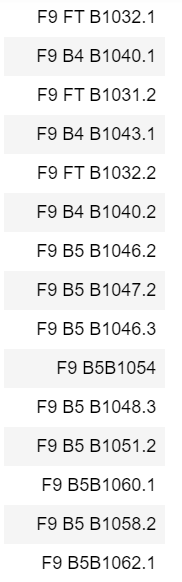 F9 FT B1032.1
F9 B4 B1040.1
F9 FT B1031.2
F9 B4 B1043.1
F9 FT B1032.2
F9 B4 B1040.2
F9 B5 B1046.2
F9 B5 B1047.2
F9 B5 B1046.3
F9 B5B1054
F9 B5 B1048.3
F9 B5 B1051.2
F9 B5B1060.1
F9 B5 B1058.2
F9 B5B1062.1